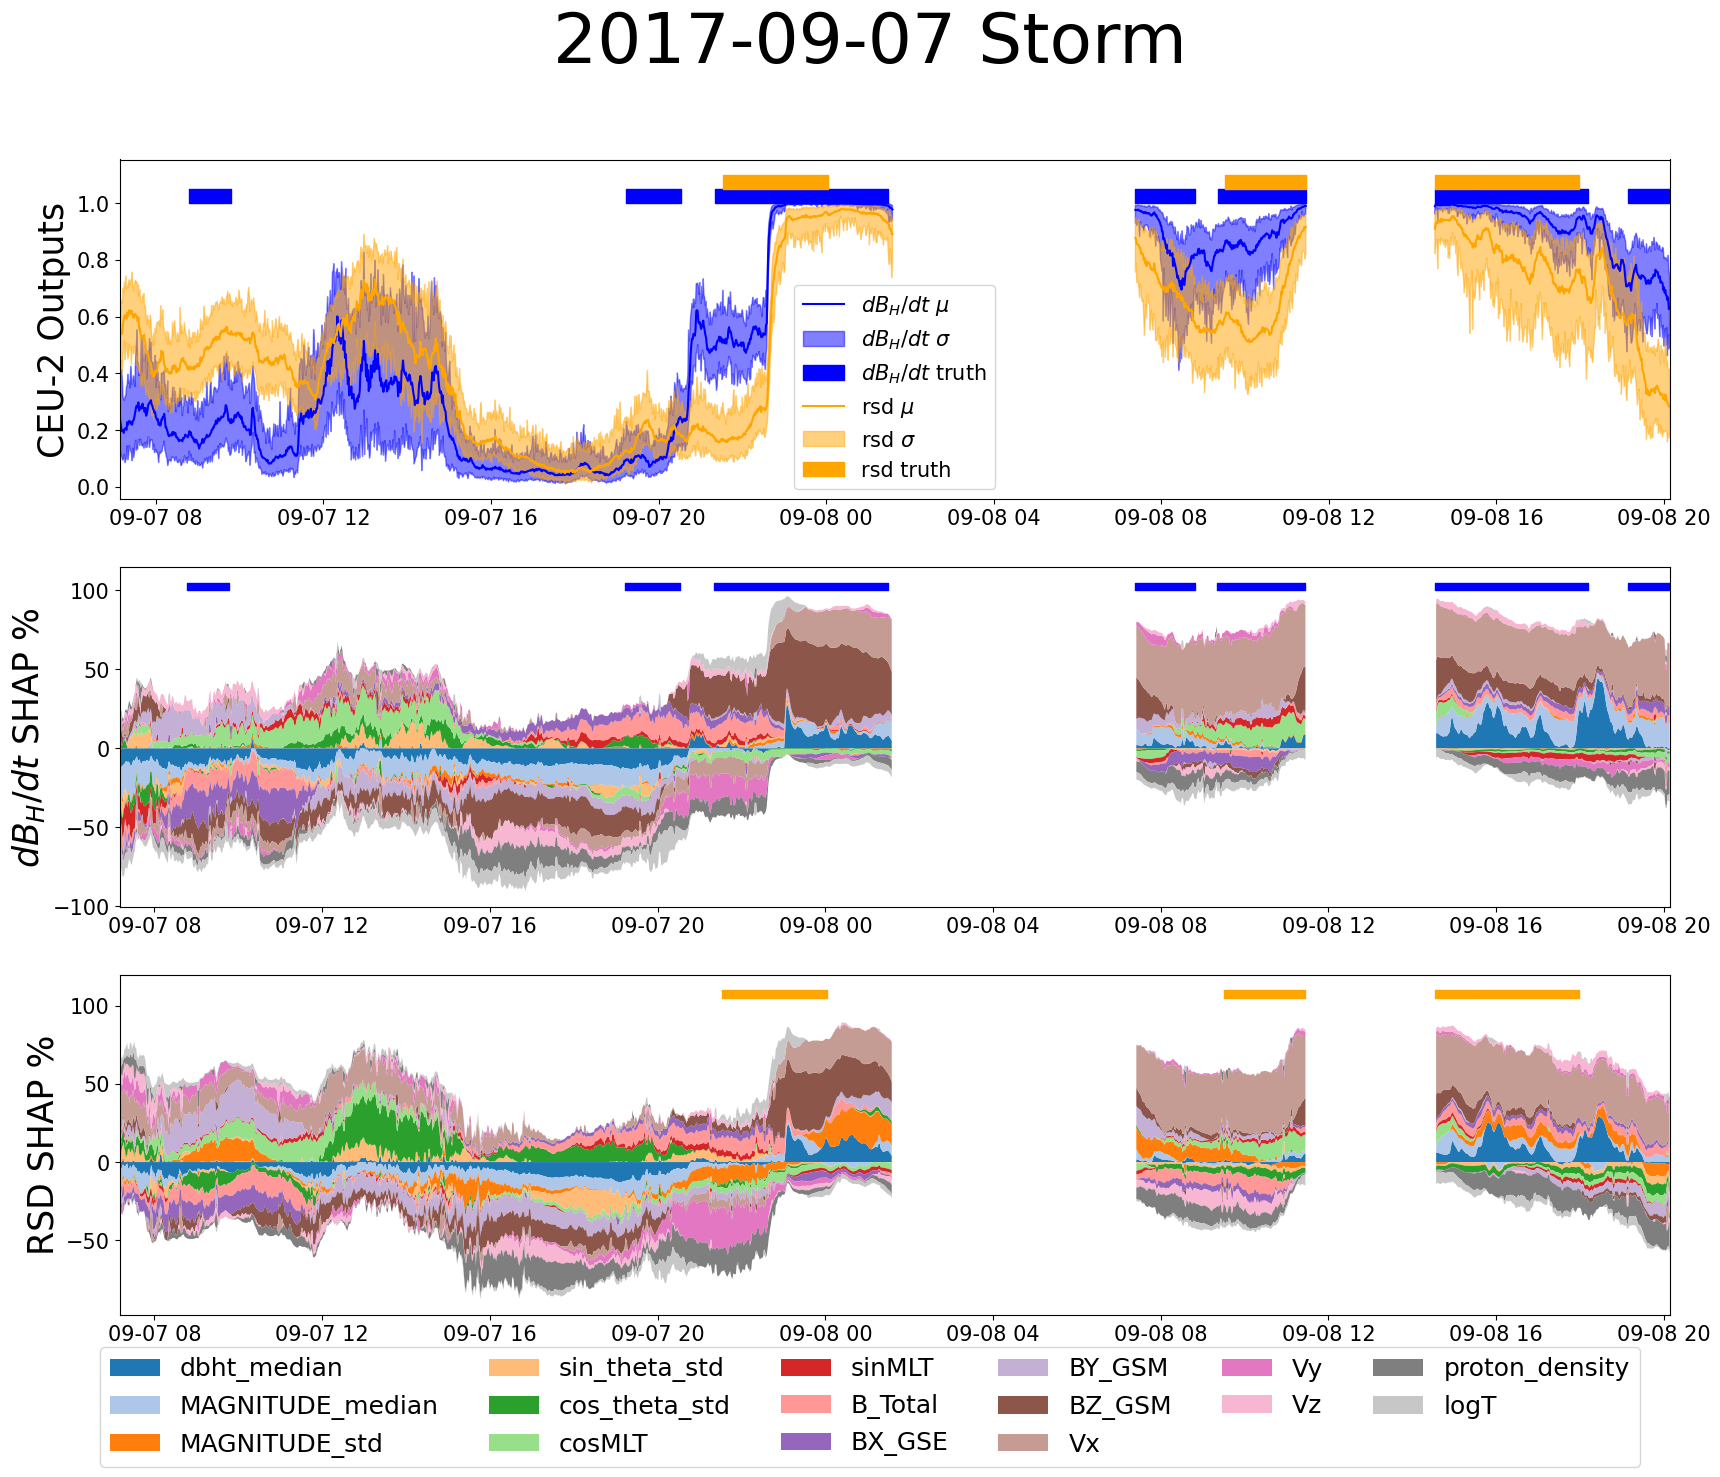 2017-09-07 Storm
CEU-2 Outputs
1.0
0.8
0.6
0.4
0.2
0.0
dB_H/dt μ
dB_H/dt σ
dB_H/dt truth
rsd μ
rsd σ
rsd truth
09-07 08 09-07 12 09-07 16 09-07 20 09-08 00 09-08 04 09-08 08 09-08 12 09-08 16 09-08 20
dB_H/dt SHAP %
100
50
0
−50
−100
09-07 08 09-07 12 09-07 16 09-07 20 09-08 00 09-08 04 09-08 08 09-08 12 09-08 16 09-08 20
RSD SHAP %
100
50
0
−50
09-07 08 09-07 12 09-07 16 09-07 20 09-08 00 09-08 04 09-08 08 09-08 12 09-08 16 09-08 20
dbht_median sin_theta_std sinMLT BY_GSM Vy proton_density
MAGNITUDE_median cos_theta_std B_Total BZ_GSM Vz logT
MAGNITUDE_std cosMLT BX_GSE Vx